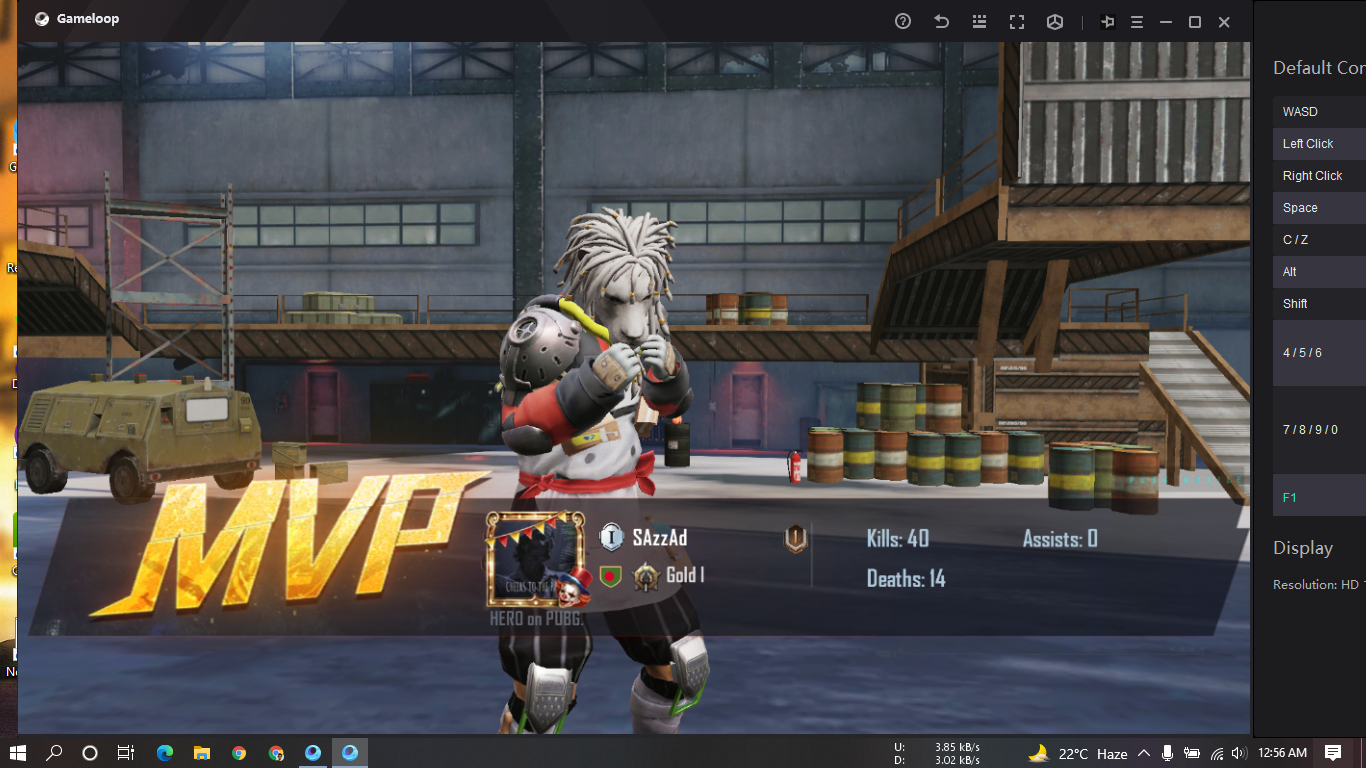 Gameloop
Default Con
WASD
Left Click
Right Click
Space
C / Z
Alt
Shift
4 / 5 / 6
7 / 8 / 9 / 0
F1
Display
Resolution: HD
MVP
I SAzzAd
Gold I
HERO on PUBG.
Kills: 40
Assists: 0
Deaths: 14
U: 3.85 kB/s
D: 3.02 kB/s
22°C Haze
12:56 AM